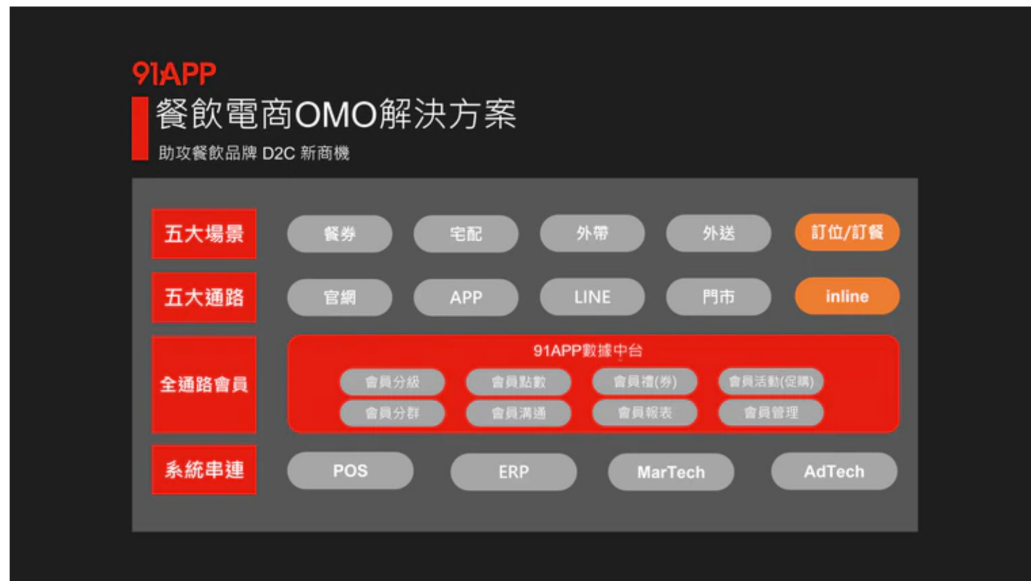 91APP
餐飲電商OMO解決方案
助攻餐飲品牌 D2C 新商機
五大場景 餐券 宅配 外帶 外送 訂位/訂餐
五大通路 官網 APP LINE 門市 inline
91APP數據中台
全通路會員
會員分級 會員點數 會員禮(券) 會員活動(促購)
會員分群 會員溝通 會員報表 會員管理
系統串連 POS ERP MarTech AdTech